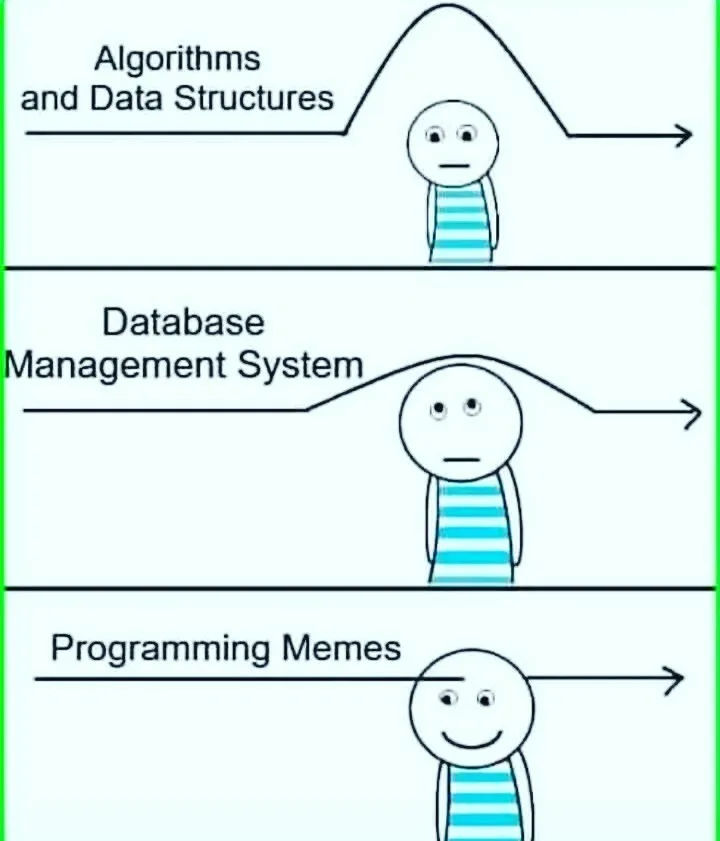 Algorithms
and Data Structures
Database
Management System
Programming Memes